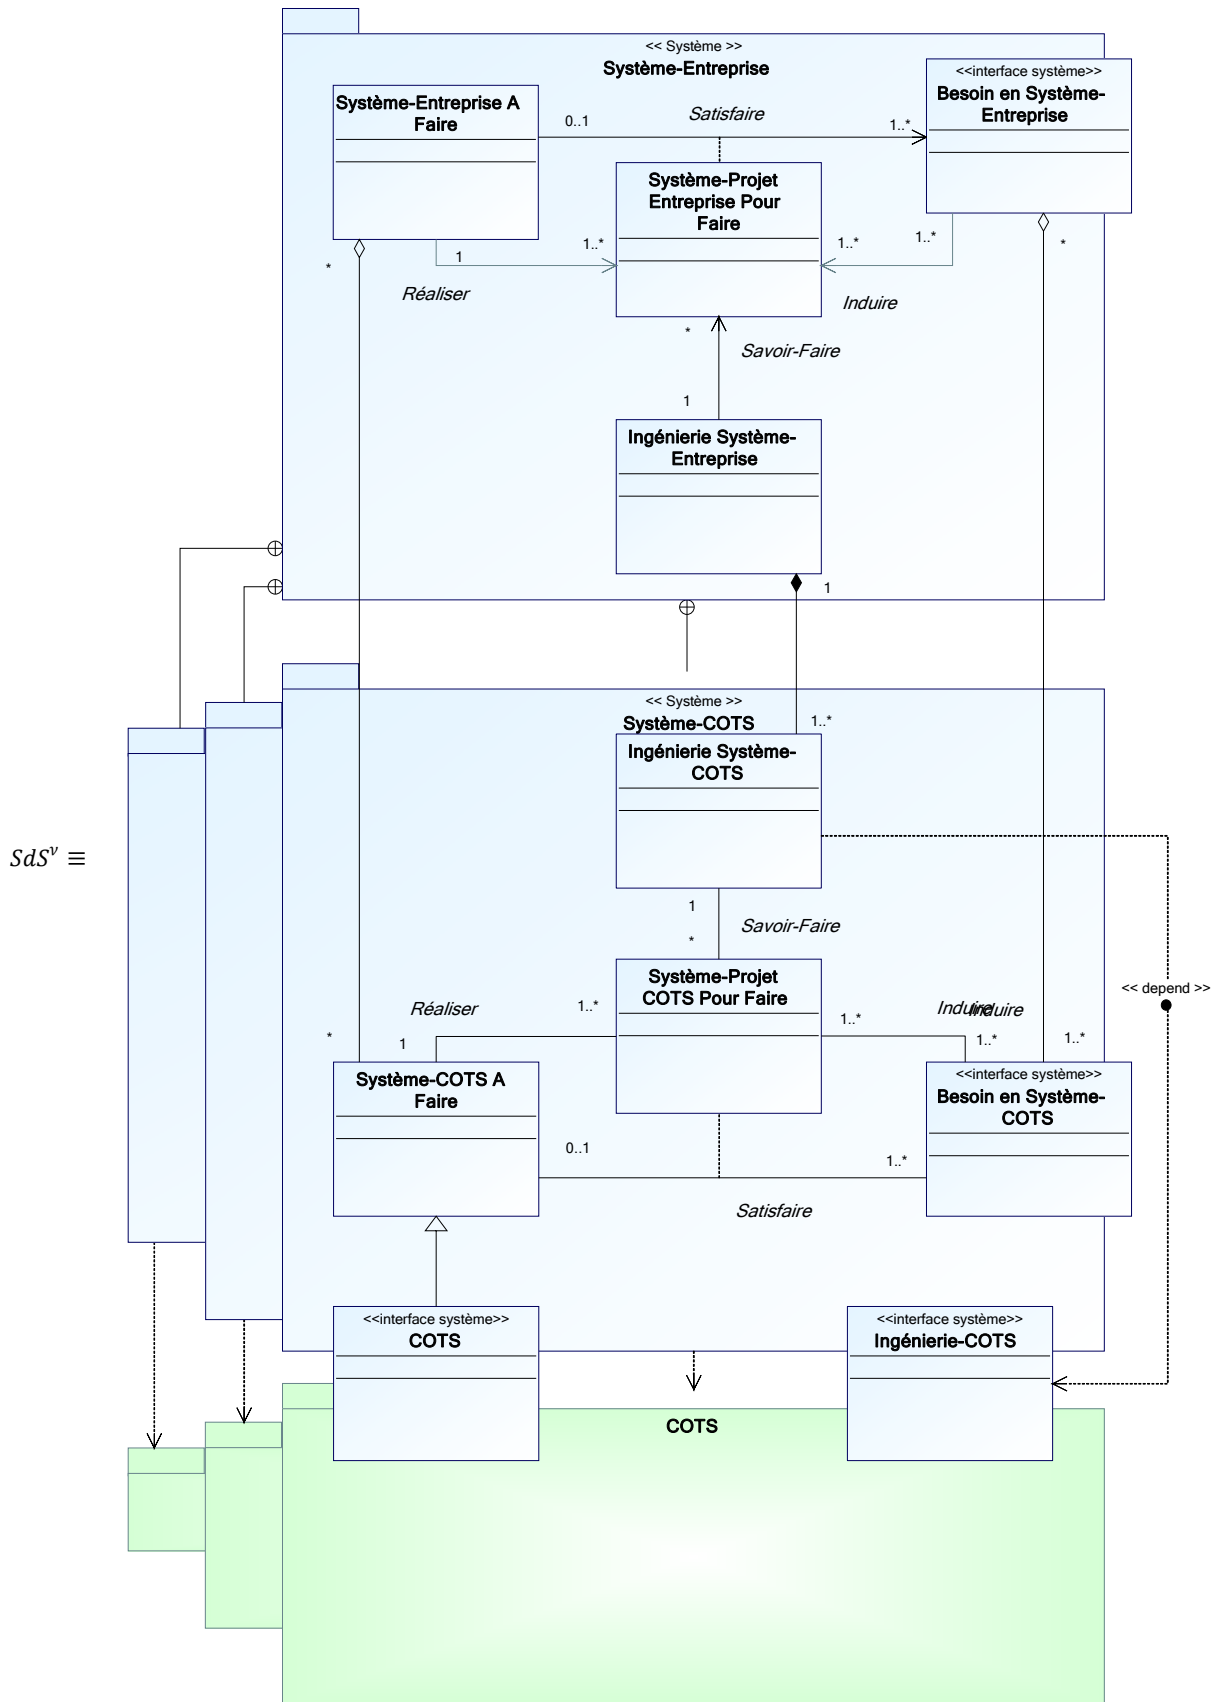 << Système >>
Système-Entreprise
<<interface système>>
Besoin en Système-
Entreprise
Système-Entreprise A
Faire
Satisfaire
0..1
1..*
Système-Projet
Entreprise Pour
Faire
1..*
1..*
1..*
*
1
*
Réaliser
Induire
*
Savoir-Faire
1
Ingénierie Système-
Entreprise
1
<< Système >>
Système-COTS
1..*
Ingénierie Système-
COTS
SdSᵛ ≡
1
Savoir-Faire
*
Système-Projet
COTS Pour Faire
<< depend >>
Réaliser
1..*
Induire
Induire
1..*
*
1
1..*
1..*
Système-COTS A
Faire
<<interface système>>
Besoin en Système-
COTS
0..1
1..*
Satisfaire
<<interface système>>
COTS
<<interface système>>
Ingénierie-COTS
COTS